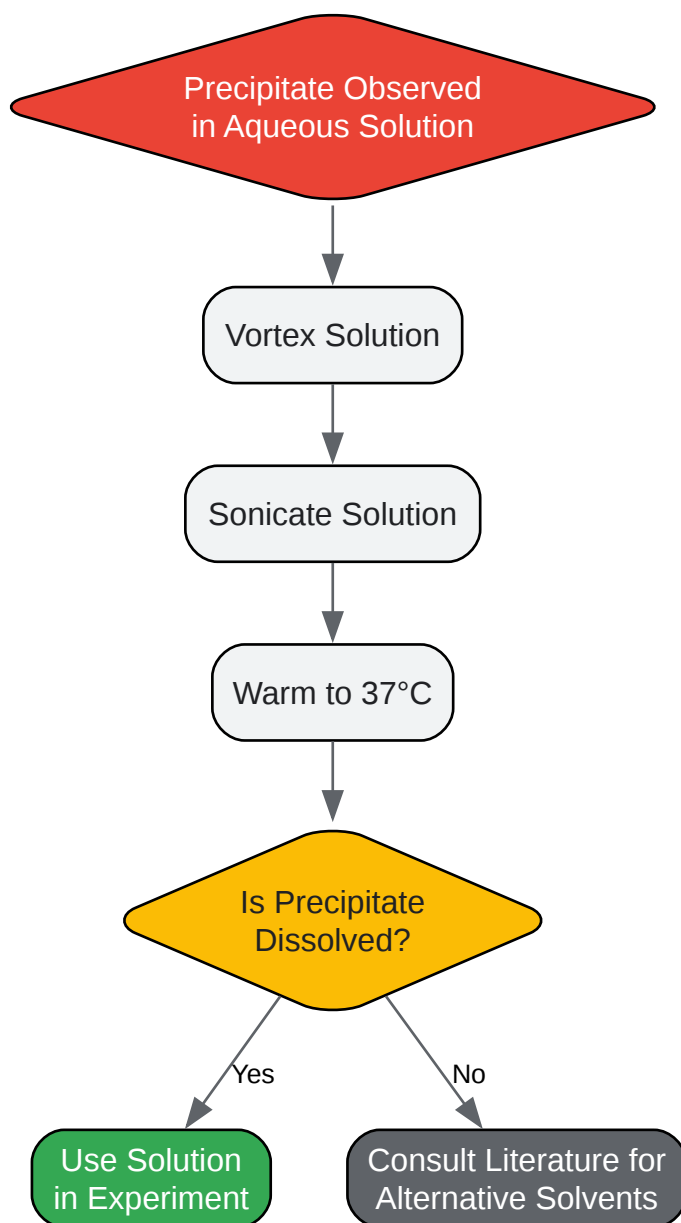 Precipitate Observed
in Aqueous Solution
Vortex Solution
Sonicate Solution
Warm to 37°C
Is Precipitate
Dissolved?
Yes
No
Use Solution
in Experiment
Consult Literature for
Alternative Solvents